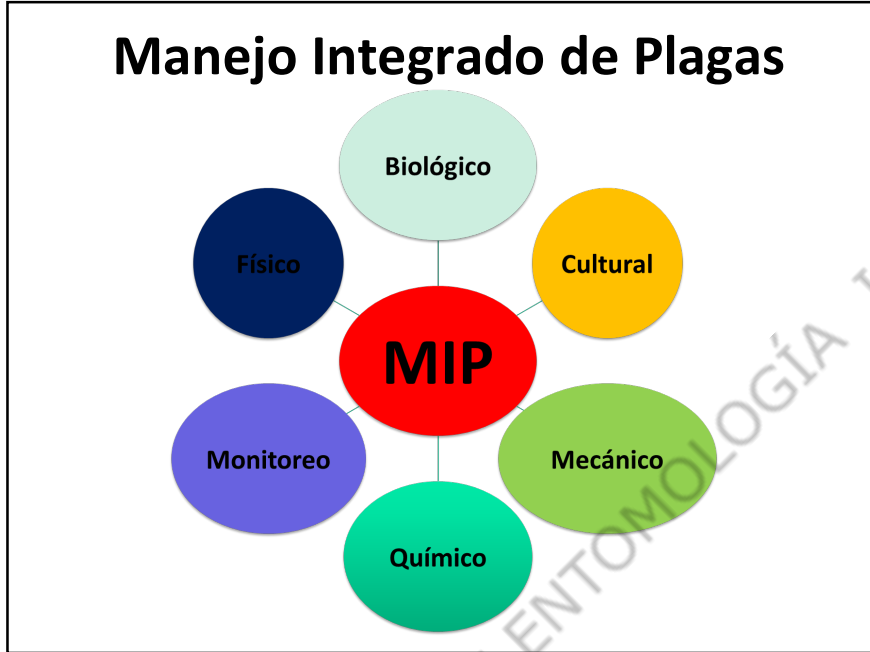 Manejo Integrado de Plagas
Biológico
Físico
Cultural
MIP
Monitoreo
Mecánico
Químico
ENTOMOLOGÍA